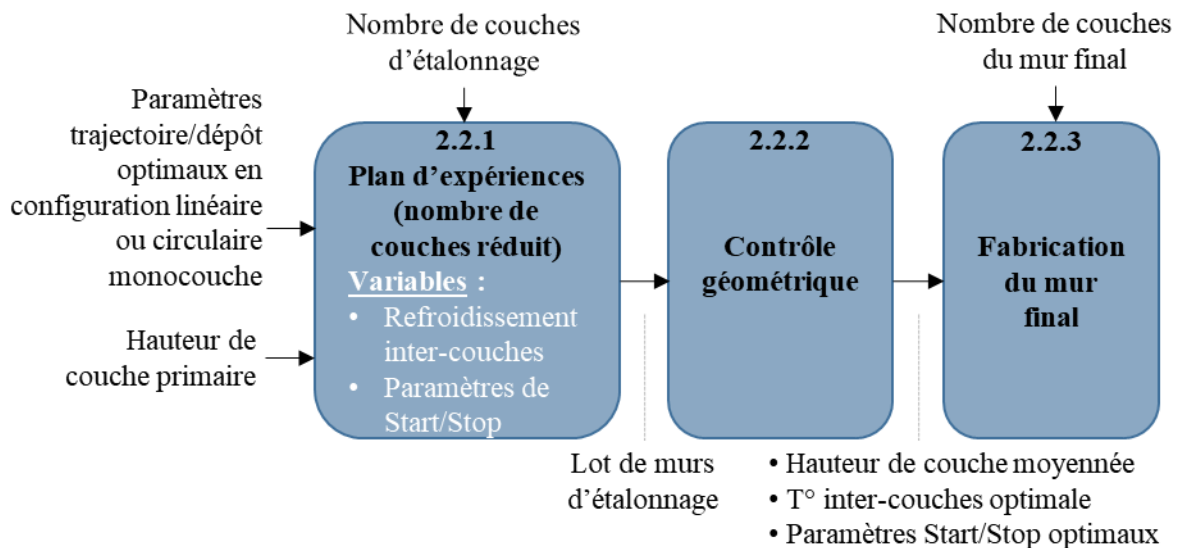 Nombre de couches
d'étalonnage
Nombre de couches
du mur final
Paramètres
trajectoire/dépôt
optimaux en
configuration linéaire
ou circulaire
monocouche
Hauteur de
couche primaire
2.2.1
Plan d'expériences
(nombre de
couches réduit)
Variables :
• Refroidissement
inter-couches
• Paramètres de
Start/Stop
2.2.2
Contrôle
géométrique
2.2.3
Fabrication
du mur
final
Lot de murs
d'étalonnage
• Hauteur de couche moyennée
• T° inter-couches optimale
• Paramètres Start/Stop optimaux